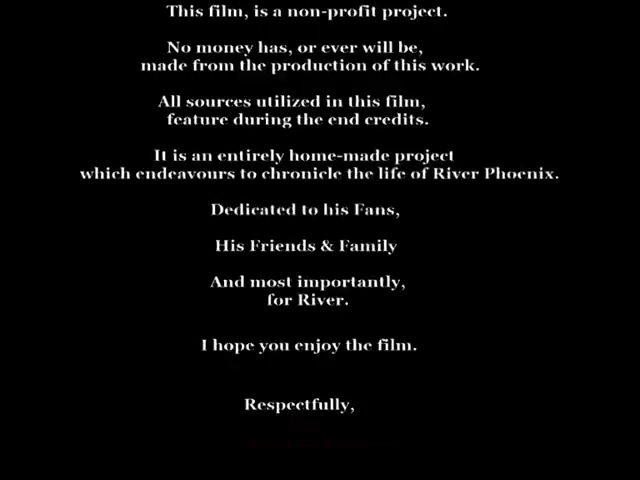 This film, is a non-profit project.
No money has, or ever will be,
made from the production of this work.
All sources utilized in this film,
feature during the end credits.
It is an entirely home-made project
which endeavours to chronicle the life of River Phoenix.
Dedicated to his Fans,
His Friends & Family
And most importantly,
for River.
I hope you enjoy the film.
Respectfully,